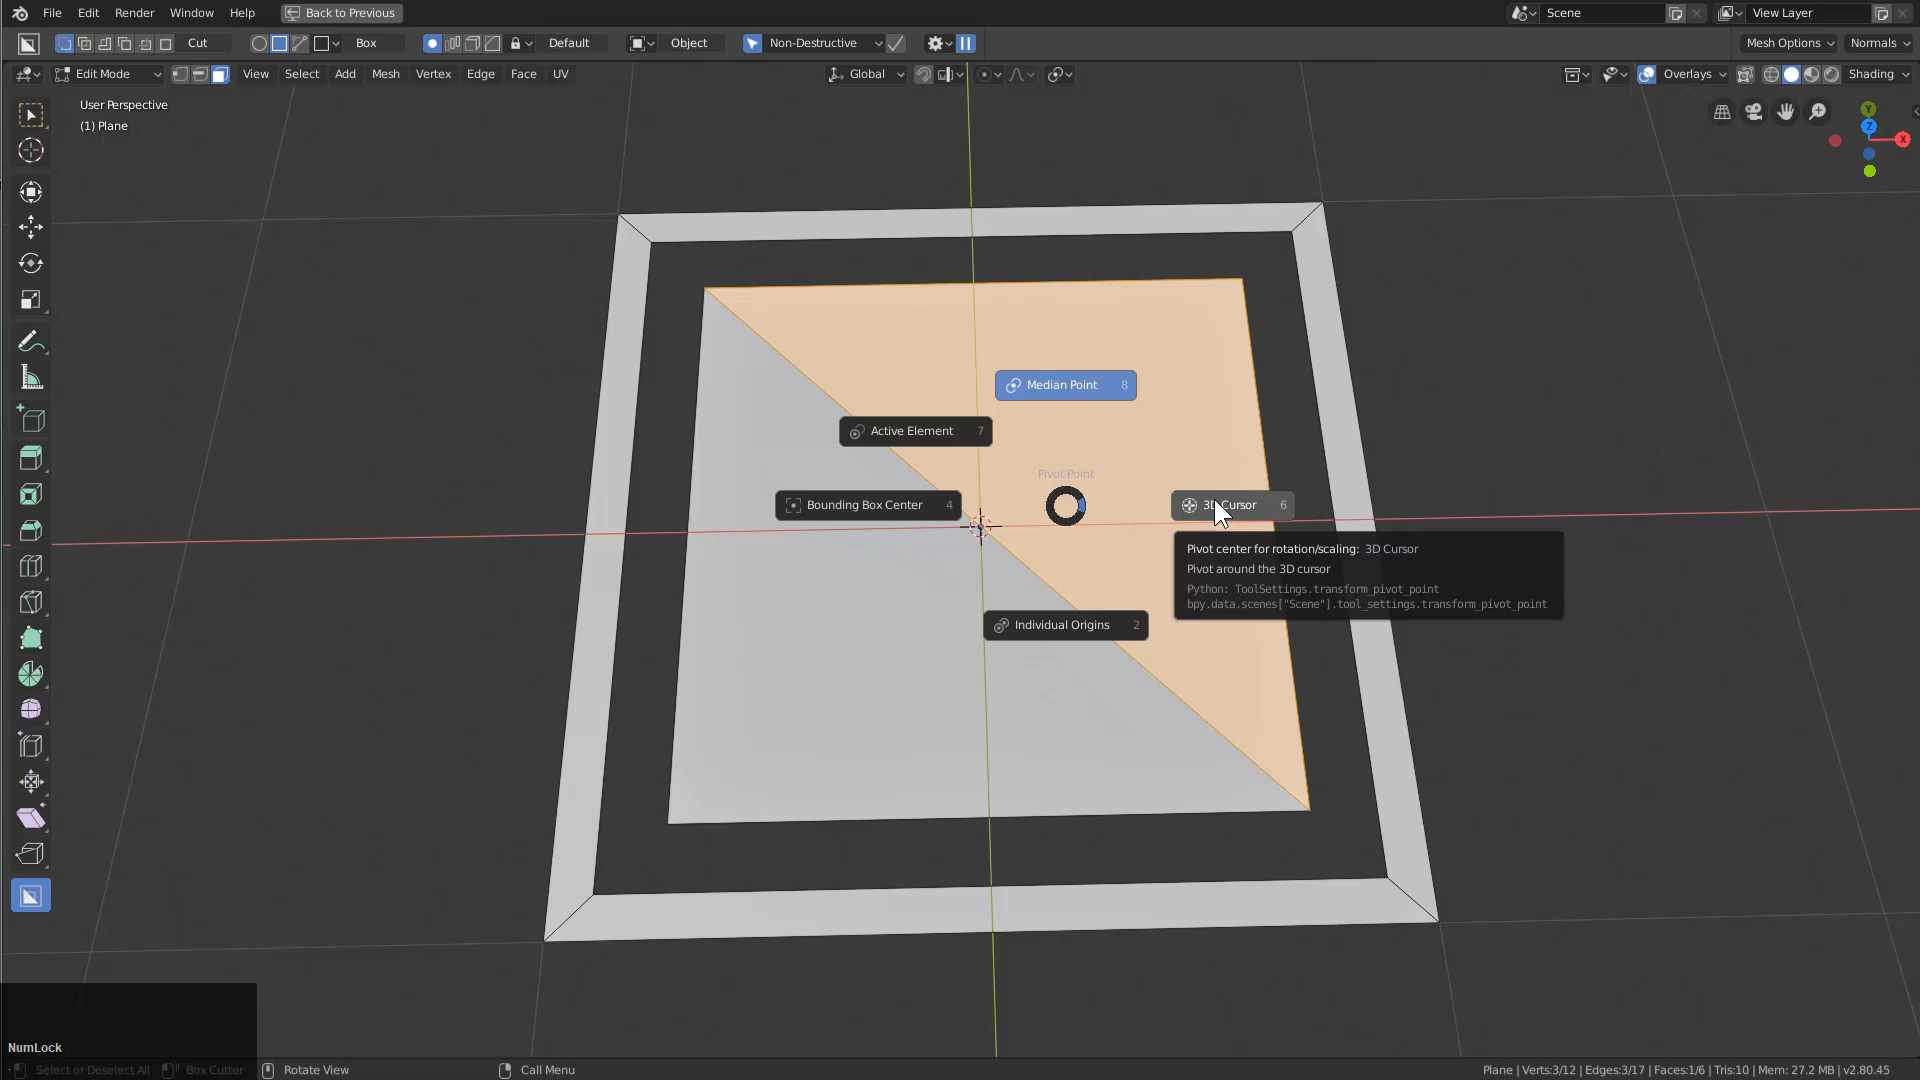 File Edit Render Window Help Back to Previous Scene View Layer
Cut Box Default Object Non-Destructive Mesh Options Normals
Edit Mode View Select Add Mesh Vertex Edge Face UV Global Overlays Shading
User Perspective
(1) Plane
Y
Z
X
Median Point 8
Active Element 7
Pivot Point
Bounding Box Center 4
3D Cursor 6
Pivot center for rotation/scaling: 3D Cursor
Pivot around the 3D cursor
Python: ToolSettings.transform_pivot_point
bpy.data.scenes["Scene"].tool_settings.transform_pivot_point
Individual Origins 2
NumLock
Select or Deselect All Box Cutter Rotate View Call Menu Plane | Verts:3/12 | Edges:3/17 | Faces:1/6 | Tris:10 | Mem: 27.2 MB | v2.80.45